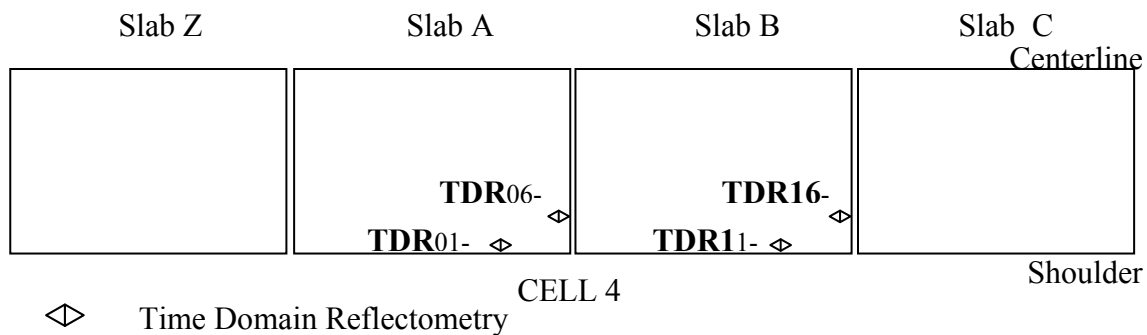 Slab Z Slab A Slab B Slab C
Centerline
TDR06- TDR16-
TDR01- TDR11-
Shoulder
CELL 4
Time Domain Reflectometry